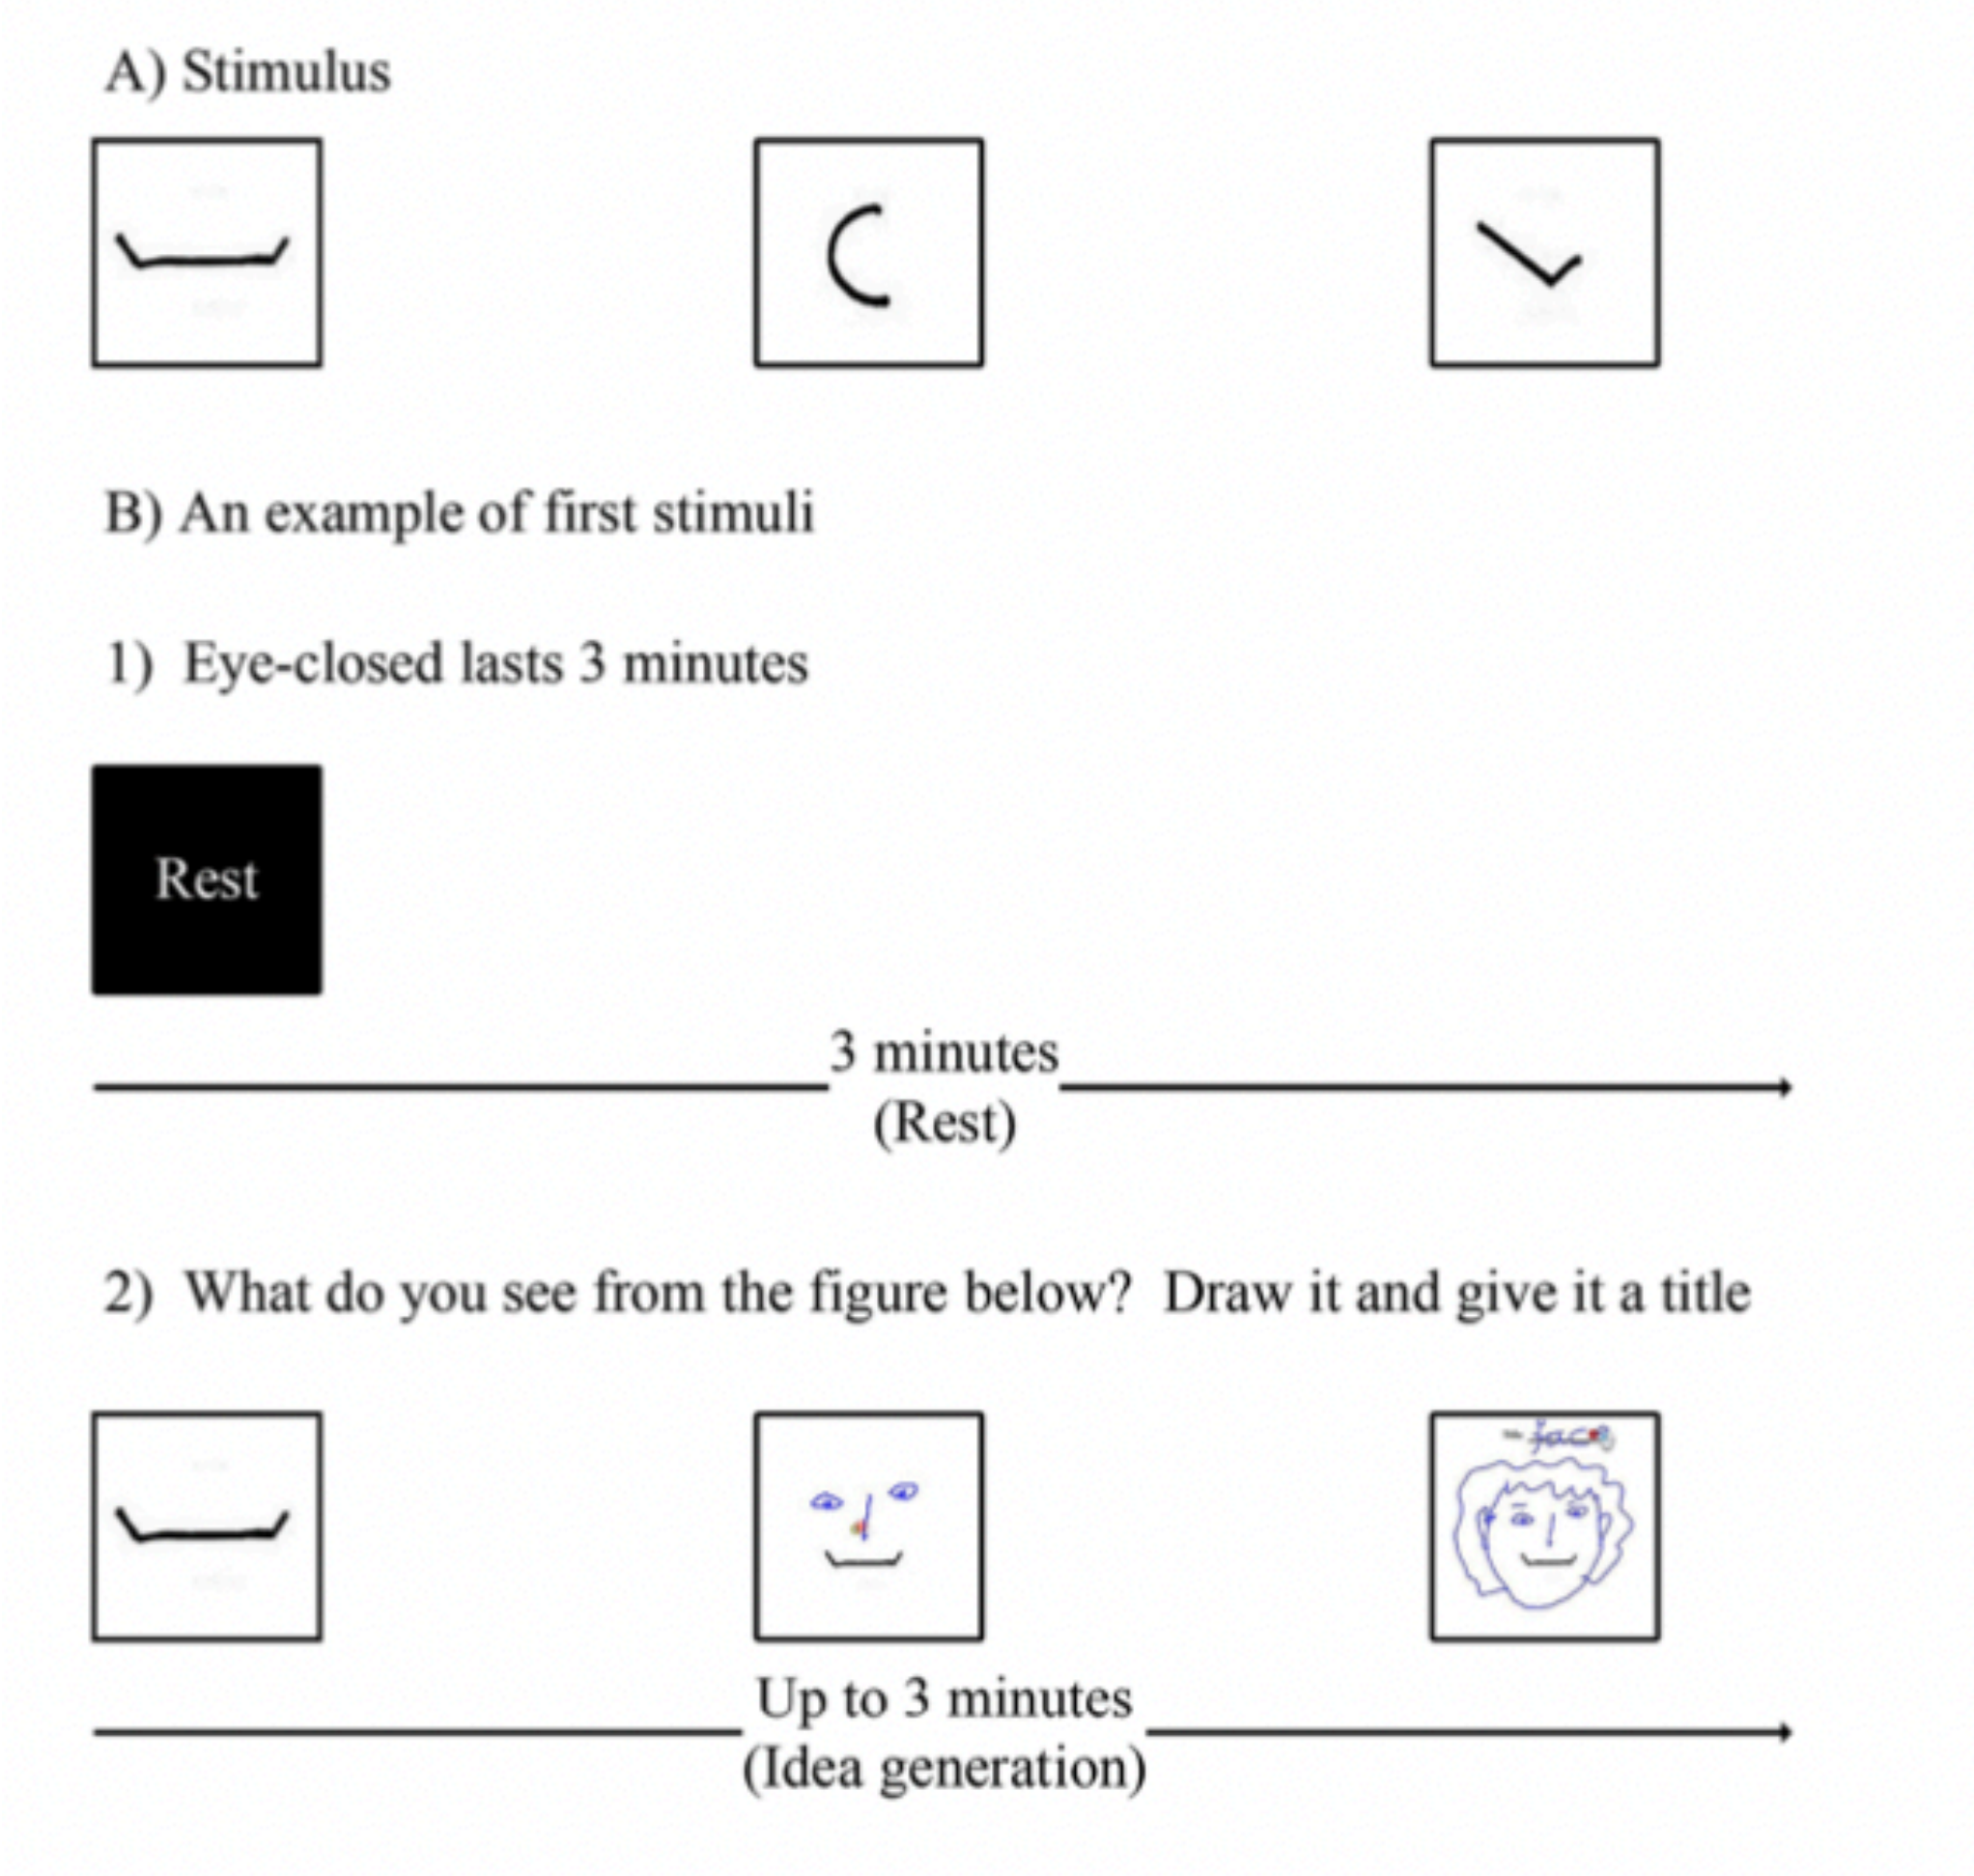 A) Stimulus
B) An example of first stimuli
1) Eye-closed lasts 3 minutes
Rest
3 minutes
(Rest)
2) What do you see from the figure below? Draw it and give it a title
face
Up to 3 minutes
(Idea generation)